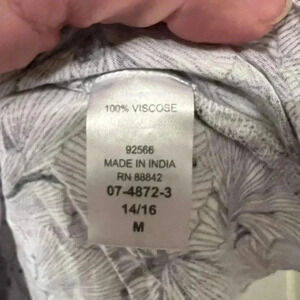 100% VISCOSE
92566
MADE IN INDIA
RN 88842
07-4872-3
14/16
M